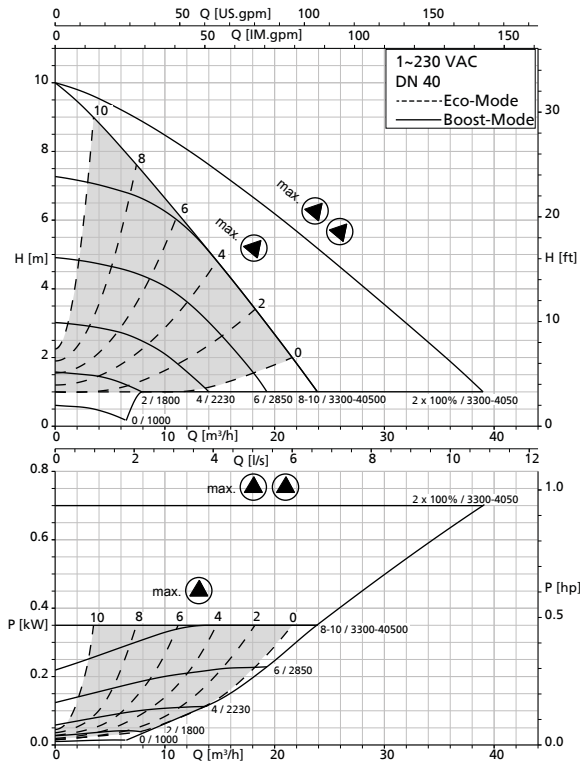 0 50 100 150
Q [US.gpm]
0 50 100 150
Q [IM.gpm]
1~230 VAC
DN 40
Eco-Mode
Boost-Mode
10
8
6
4
2
0
H [m]
30
20
10
0
H [ft]
10
8
6
4
2
0
max.
max.
2 / 1800
4 / 2230
6 / 2850
8-10 / 3300-40500
2 x 100% / 3300-4050
0 / 1000
0 10 20 30 40
Q [m³/h]
0 2 4 6 8 10 12
Q [l/s]
0.8
0.6
0.4
P [kW]
0.2
0.0
1.0
P [hp]
0.5
0.0
max.
2 x 100% / 3300-4050
max.
10 8 6 4 2 0
8-10 / 3300-40500
6 / 2850
4 / 2230
2 / 1800
0 / 1000
0 10 20 30 40
Q [m³/h]